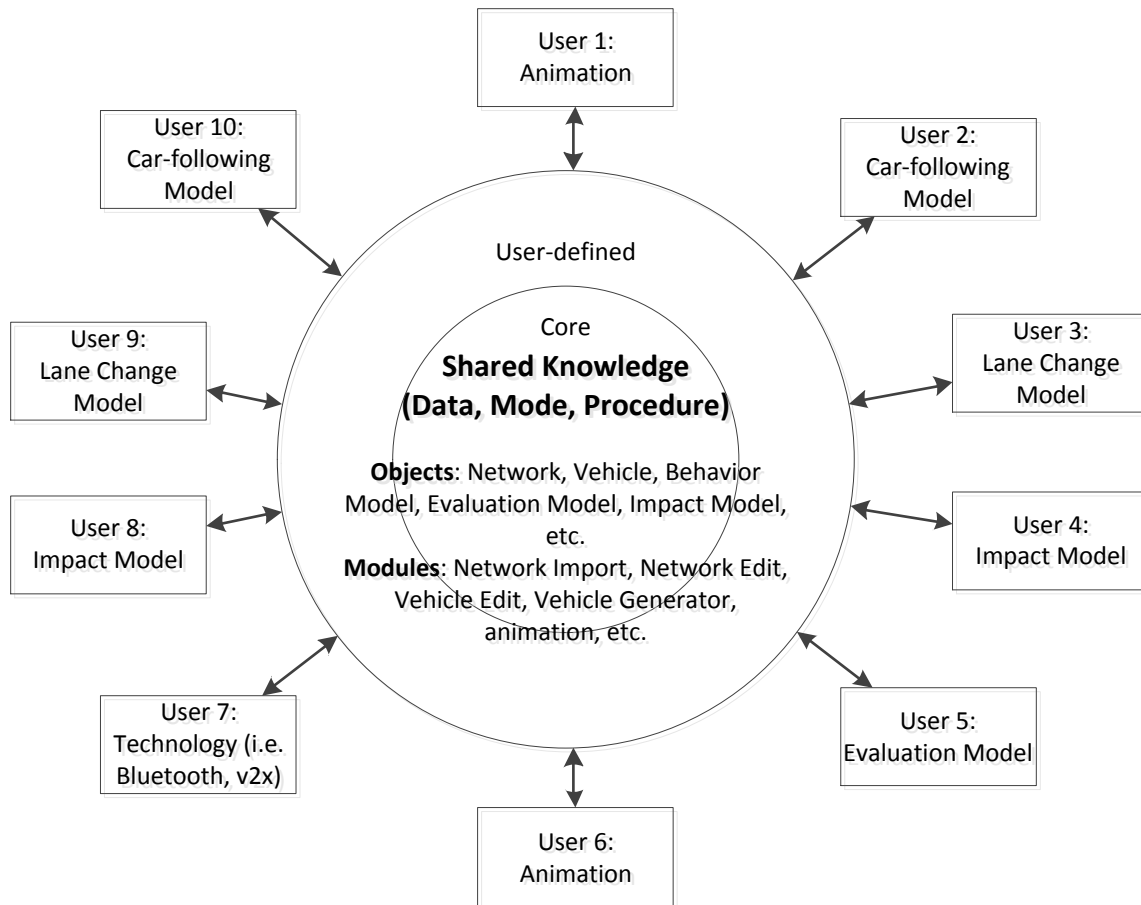 User 1:
Animation
User 10:
Car-following
Model
User 2:
Car-following
Model
User-defined
Core
Shared Knowledge
(Data, Mode, Procedure)
User 9:
Lane Change
Model
User 3:
Lane Change
Model
Objects: Network, Vehicle, Behavior
Model, Evaluation Model, Impact Model,
etc.
Modules: Network Import, Network Edit,
Vehicle Edit, Vehicle Generator,
animation, etc.
User 8:
Impact Model
User 4:
Impact Model
User 7:
Technology (i.e.
Bluetooth, v2x)
User 5:
Evaluation Model
User 6:
Animation